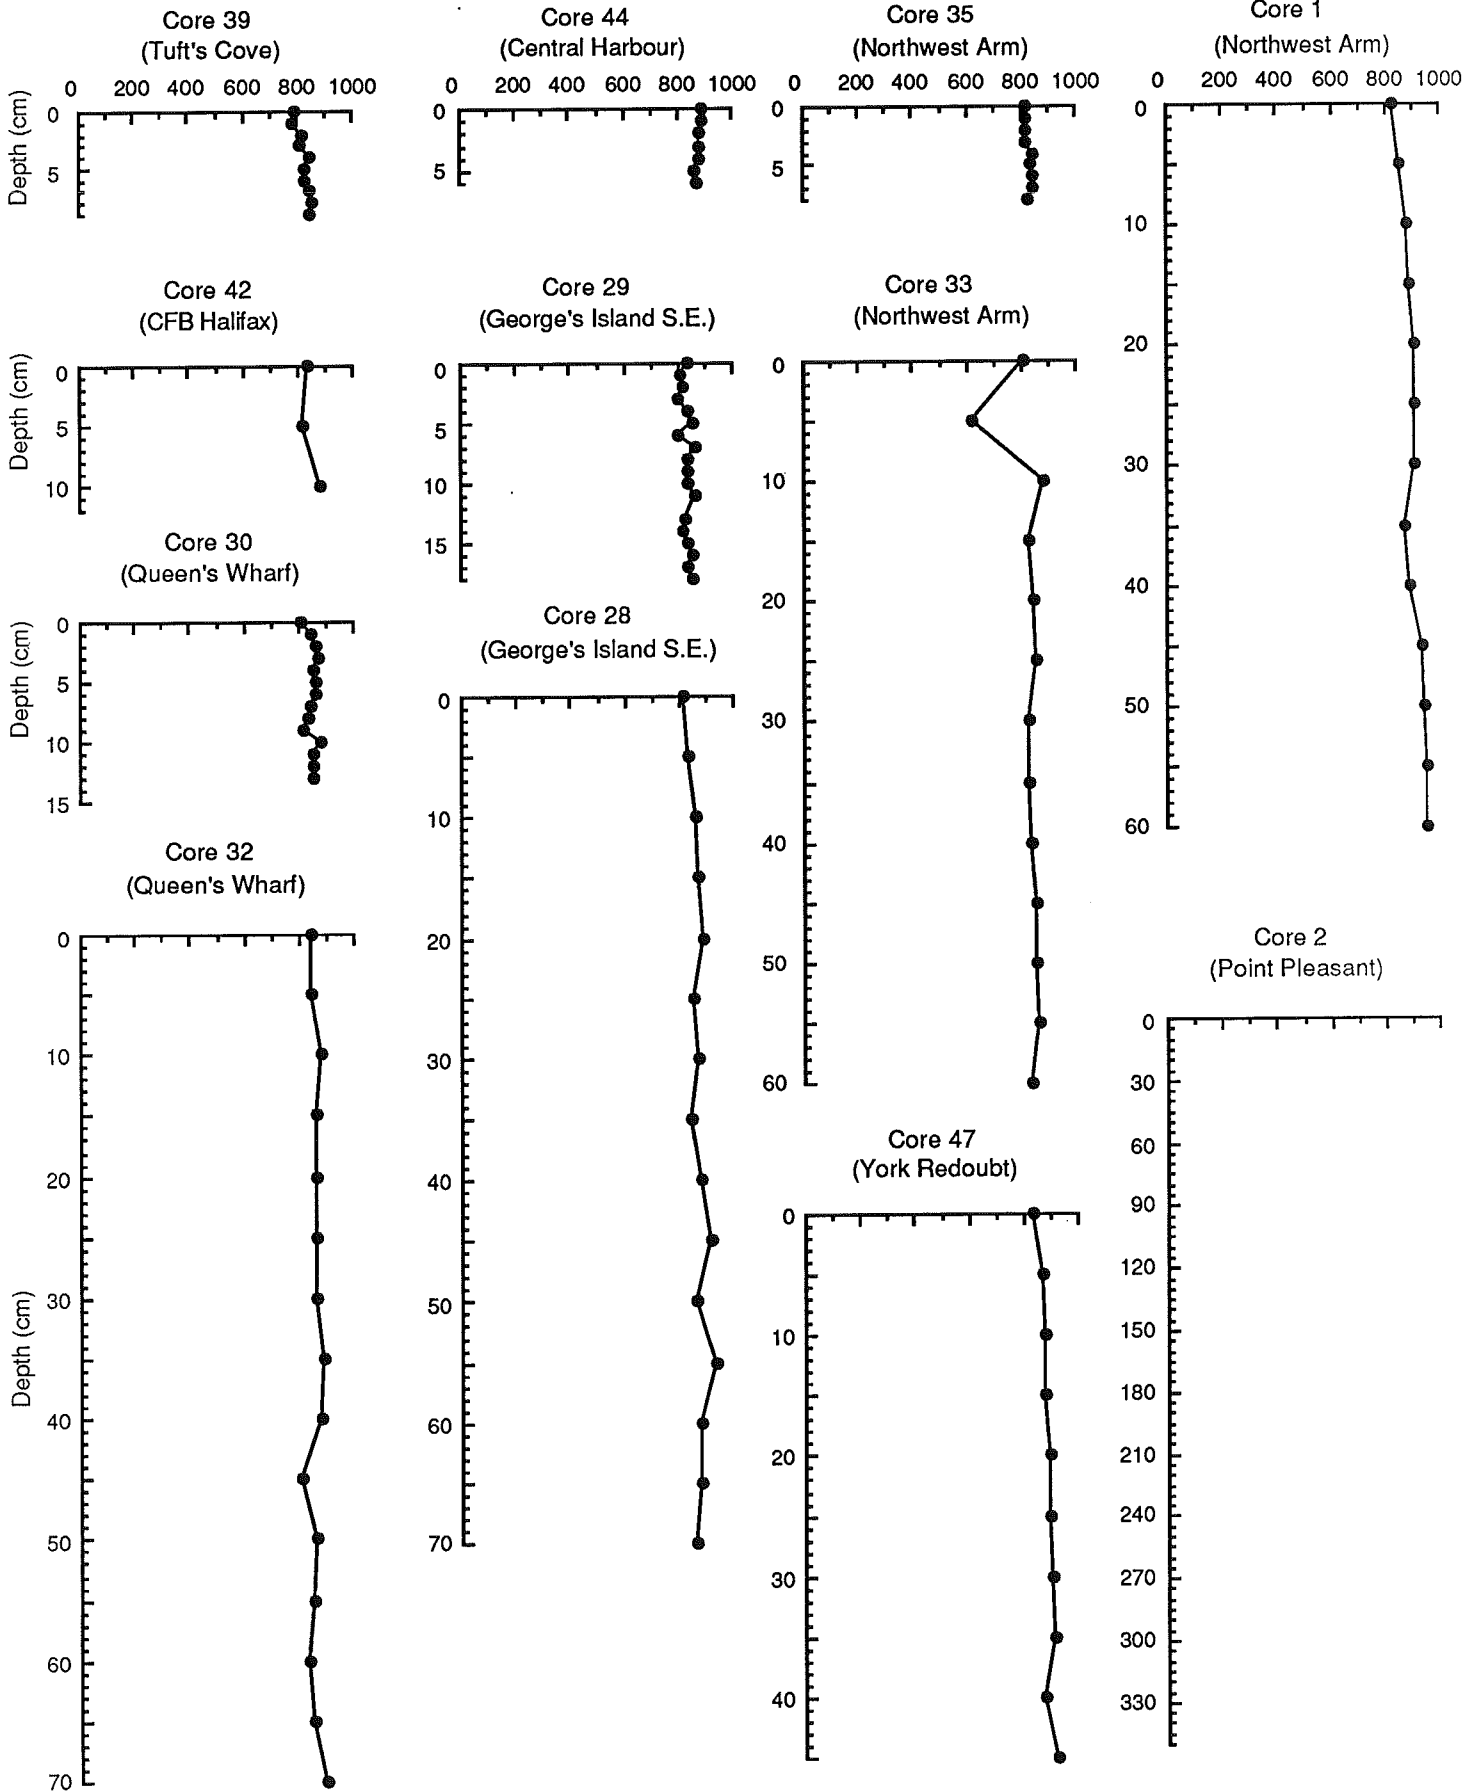 Core 39
(Tuft's Cove)
0 200 400 600 800 1000
Depth (cm)
0
5
Core 42
(CFB Halifax)
Depth (cm)
0
5
10
Core 30
(Queen's Wharf)
Depth (cm)
0
5
10
15
Core 32
(Queen's Wharf)
Depth (cm)
0
10
20
30
40
50
60
70
Core 44
(Central Harbour)
0 200 400 600 800 1000
0
5
Core 29
(George's Island S.E.)
0
5
10
15
Core 28
(George's Island S.E.)
0
10
20
30
40
50
60
70
Core 35
(Northwest Arm)
0 200 400 600 800 1000
0
5
Core 33
(Northwest Arm)
0
10
20
30
40
50
60
Core 47
(York Redoubt)
0
10
20
30
40
Core 1
(Northwest Arm)
0 200 400 600 800 1000
0
10
20
30
40
50
60
Core 2
(Point Pleasant)
0
30
60
90
120
150
180
210
240
270
300
330